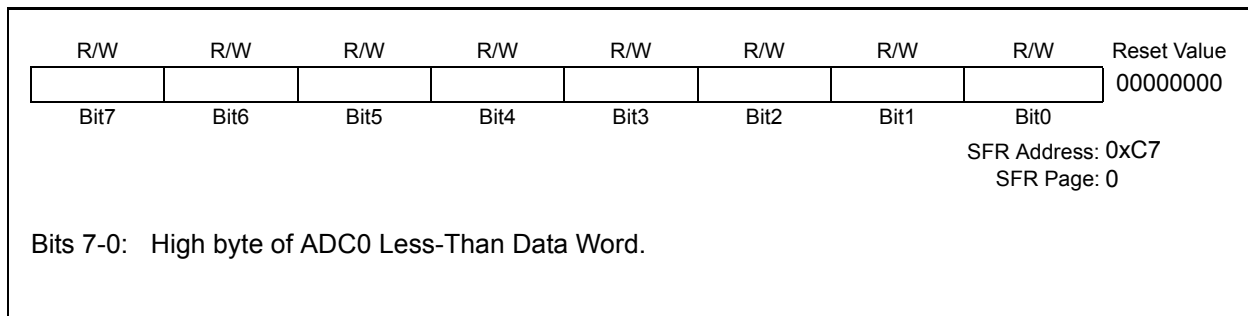 R/W R/W R/W R/W R/W R/W R/W R/W Reset Value
00000000
Bit7 Bit6 Bit5 Bit4 Bit3 Bit2 Bit1 Bit0
SFR Address: 0xC7
SFR Page: 0
Bits 7-0: High byte of ADC0 Less-Than Data Word.